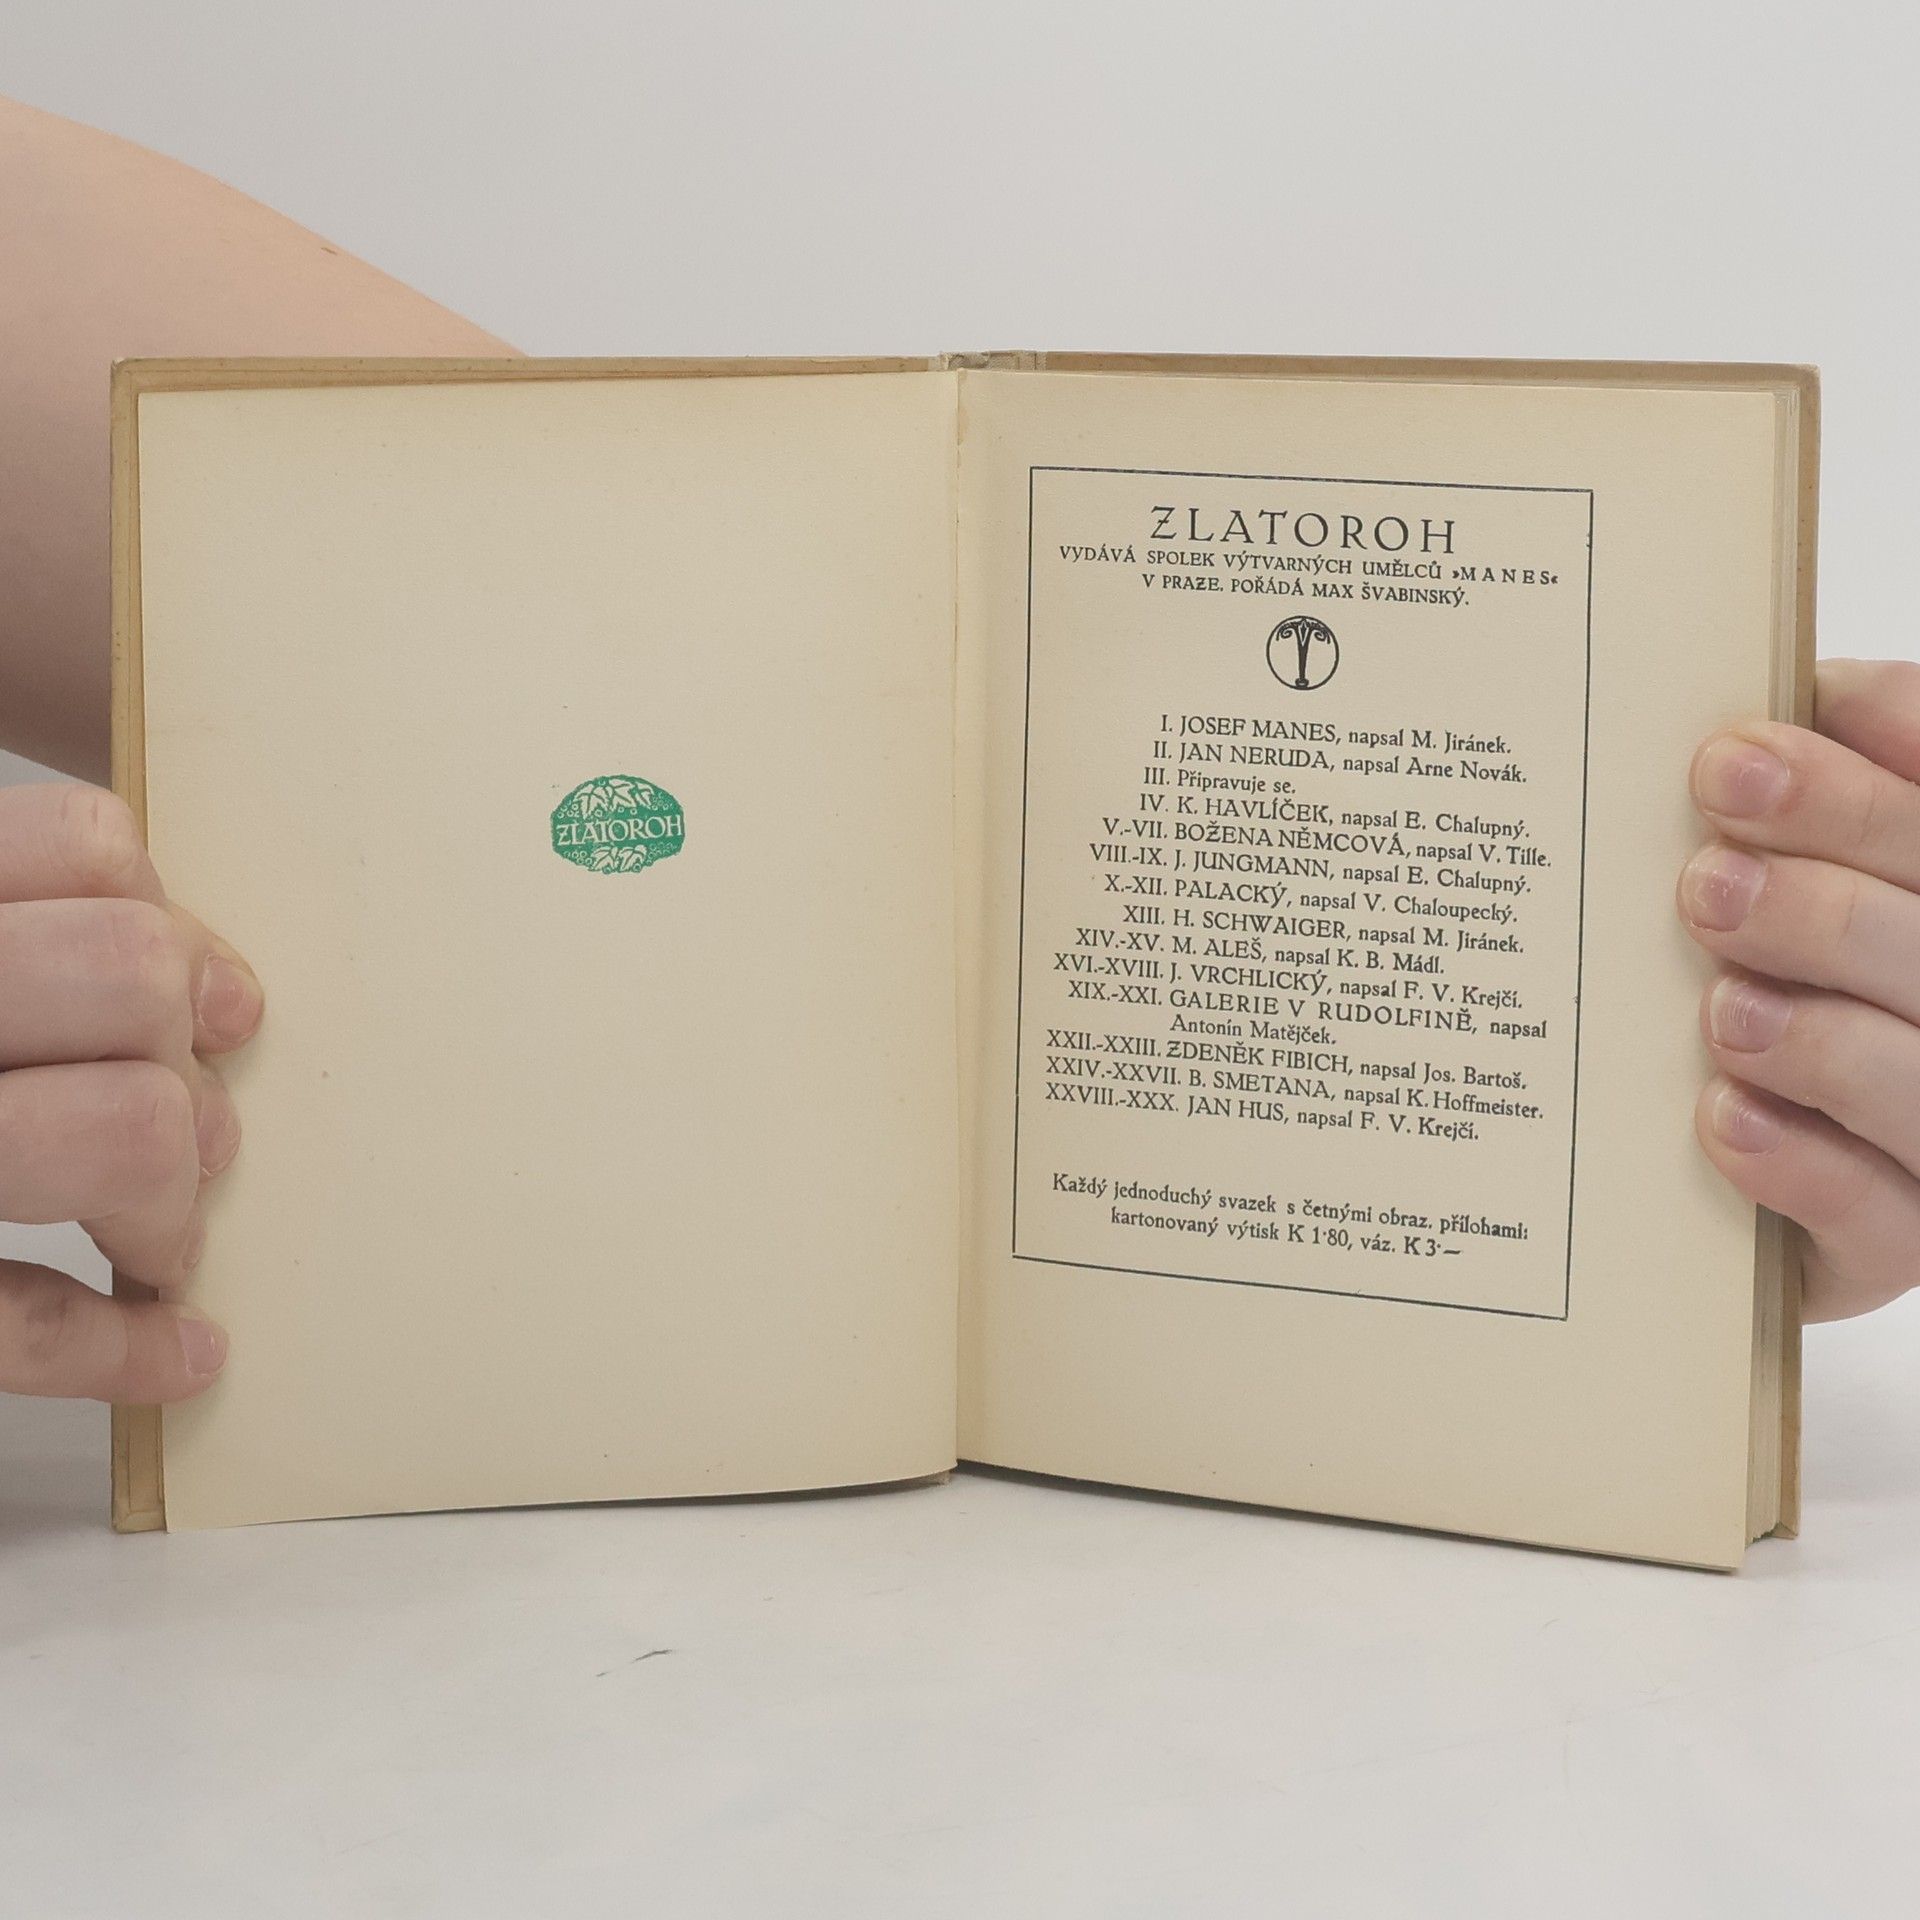 ZLATOROH
ZLATOROH
VYDÁVÁ SPOLEK VÝTVARNÝCH UMĚLCŮ »MANES«
V PRAZE. POŘÁDÁ MAX ŠVABINSKÝ.
I. JOSEF MANES, napsal M. Jiránek.
II. JAN NERUDA, napsal Arne Novák.
III. Připravuje se.
IV. K. HAVLÍČEK, napsal E. Chalupný.
V.-VII. BOŽENA NĚMCOVÁ, napsal V. Tille.
VIII.-IX. J. JUNGMANN, napsal E. Chalupný.
X.-XII. PALACKÝ, napsal V. Chaloupecký.
XIII. H. SCHWAIGER, napsal M. Jiránek.
XIV.-XV. M. ALEŠ, napsal K. B. Mádl.
XVI.-XVIII. J. VRCHLICKÝ, napsal F. V. Krejčí.
XIX.-XXI. GALERIE V RUDOLFINĚ, napsal
Antonín Matějček.
XXII.-XXIII. ZDENĚK FIBICH, napsal Jos. Bartoš.
XXIV.-XXVII. B. SMETANA, napsal K. Hoffmeister.
XXVIII.-XXX. JAN HUS, napsal F. V. Krejčí.
Každý jednoduchý svazek s četnými obraz. přílohami:
kartonovaný výtisk K 1·80, váz. K 3·—